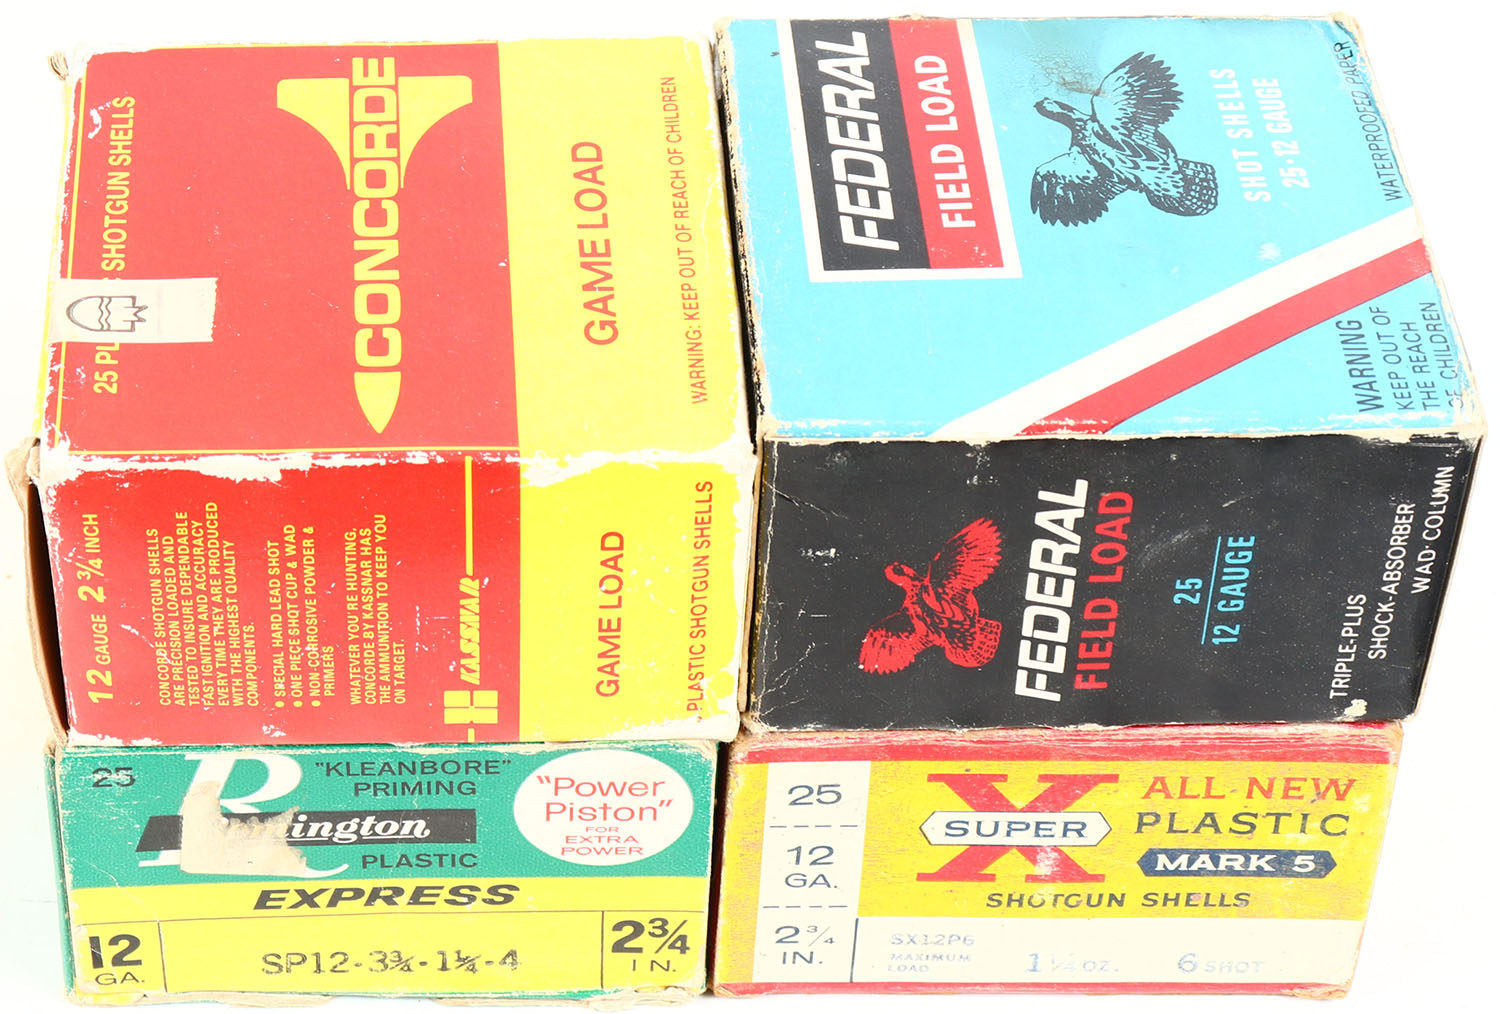 25 PL   SHOTGUN SHELLS
CONCORDE
GAME LOAD
WARNING: KEEP OUT OF REACH OF CHILDREN
12 GAUGE 2 3/4 INCH
CONCORDE SHOTGUN SHELLS
ARE PRECISION LOADED AND
TESTED TO INSURE DEPENDABLE
FAST IGNITION AND ACCURACY
EVERY TIME THEY ARE PRODUCED
WITH THE HIGHEST QUALITY
COMPONENTS.
• SPECIAL HARD LEAD SHOT
• ONE PIECE SHOT CUP & WAD
• NON-CORROSIVE POWDER &
PRIMERS
WHATEVER YOU'RE HUNTING,
CONCORDE BY KASSNAR HAS
THE AMMUNITION TO KEEP YOU
ON TARGET.
KASSNAR
GAME LOAD
PLASTIC SHOTGUN SHELLS
FEDERAL
FIELD LOAD
SHOT SHELLS
25·12 GAUGE
WATERPROOFED PAPER
WARNING
KEEP OUT OF
THE REACH
OF CHILDREN
FEDERAL
FIELD LOAD
25
12 GAUGE
TRIPLE-PLUS
SHOCK-ABSORBER
WAD·COLUMN
25
"KLEANBORE"
PRIMING
Remington
PLASTIC
"Power
Piston"
FOR
EXTRA
POWER
EXPRESS
12
GA.
SP12-3¾-1¼-4
2¾
IN.
25
12
GA.
2¾
IN.
X
SUPER
ALL NEW
PLASTIC
MARK 5
SHOTGUN SHELLS
SX12P6
MAXIMUM
LOAD
1¼ OZ.
6 SHOT